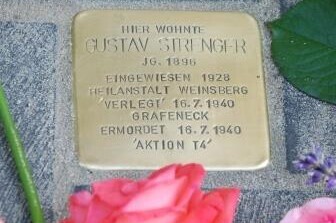 HIER WOHNTE
GUSTAV STRENGER
JG. 1896
EINGEWIESEN 1928
HEILANSTALT WEINSBERG
'VERLEGT' 16.7.1940
GRAFENECK
ERMORDET 16.7.1940
'AKTION T4'